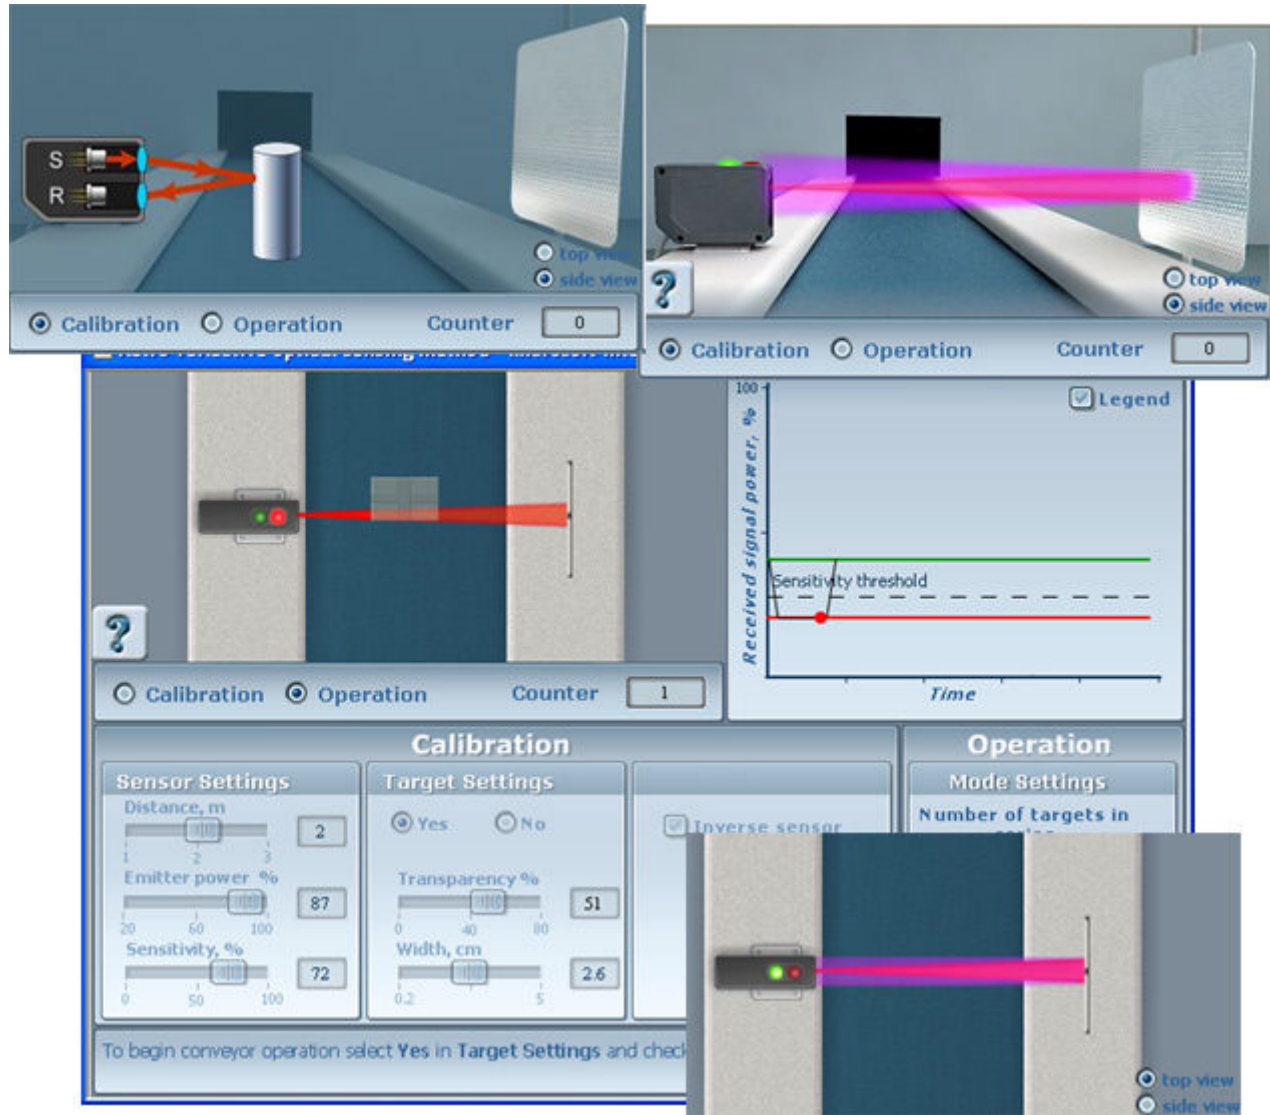 S
R
top view
side view
Calibration
Operation
Counter
0
?
top view
side view
Calibration
Operation
Counter
0
?
Calibration
Operation
Counter
1
100
Legend
Received signal power, %
Sensitivity threshold
Time
Calibration
Sensor Settings
Distance, m
2
1 2 3
Emitter power %
87
20 60 100
Sensitivity, %
72
0 50 100
Target Settings
Yes No
Transparency %
51
0 40 80
Width, cm
2.6
0.2 5
Inverse sensor
Operation
Mode Settings
Number of targets in
To begin conveyor operation select Yes in Target Settings and check
top view
side view